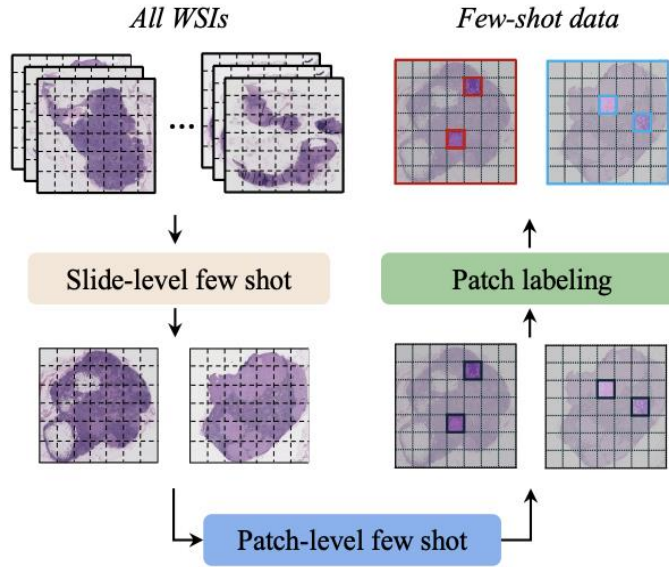 All WSIs
Few-shot data
...
Slide-level few shot
Patch labeling
Patch-level few shot